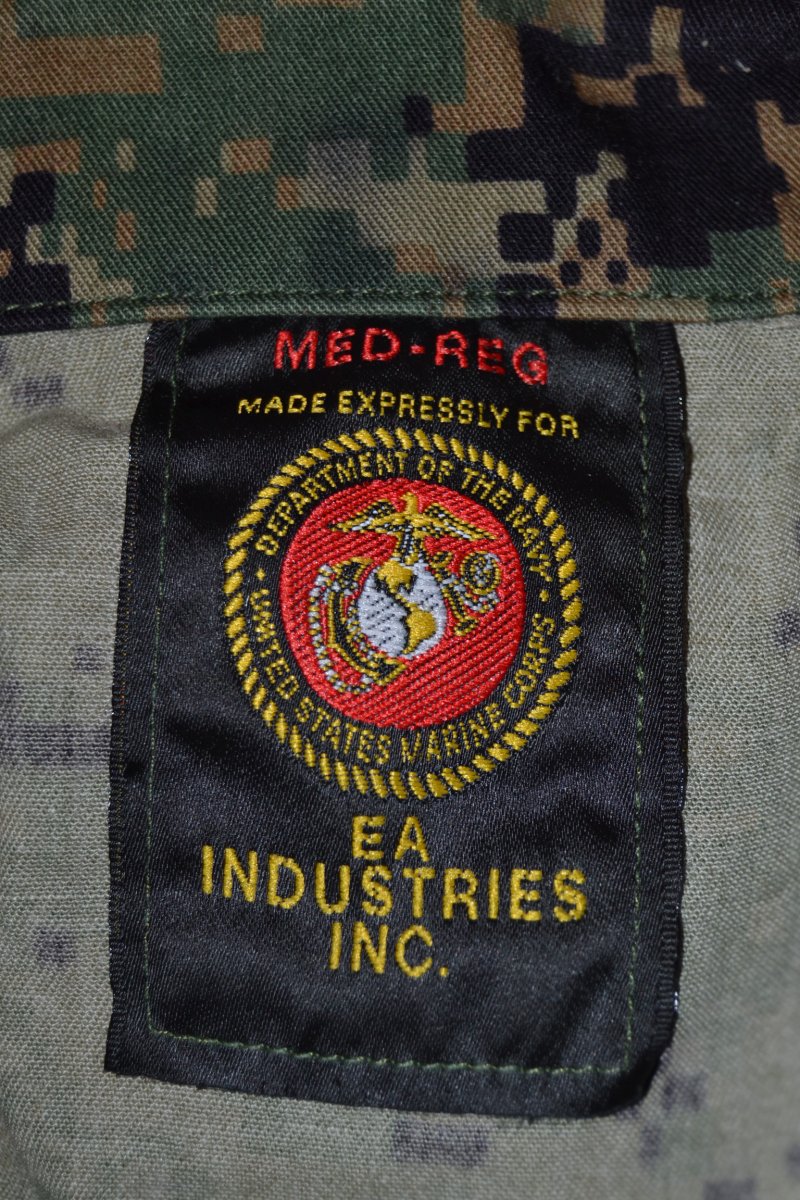 MED-REG
MADE EXPRESSLY FOR
DEPARTMENT OF THE NAVY
UNITED STATES MARINE CORPS
EA
INDUSTRIES
INC.